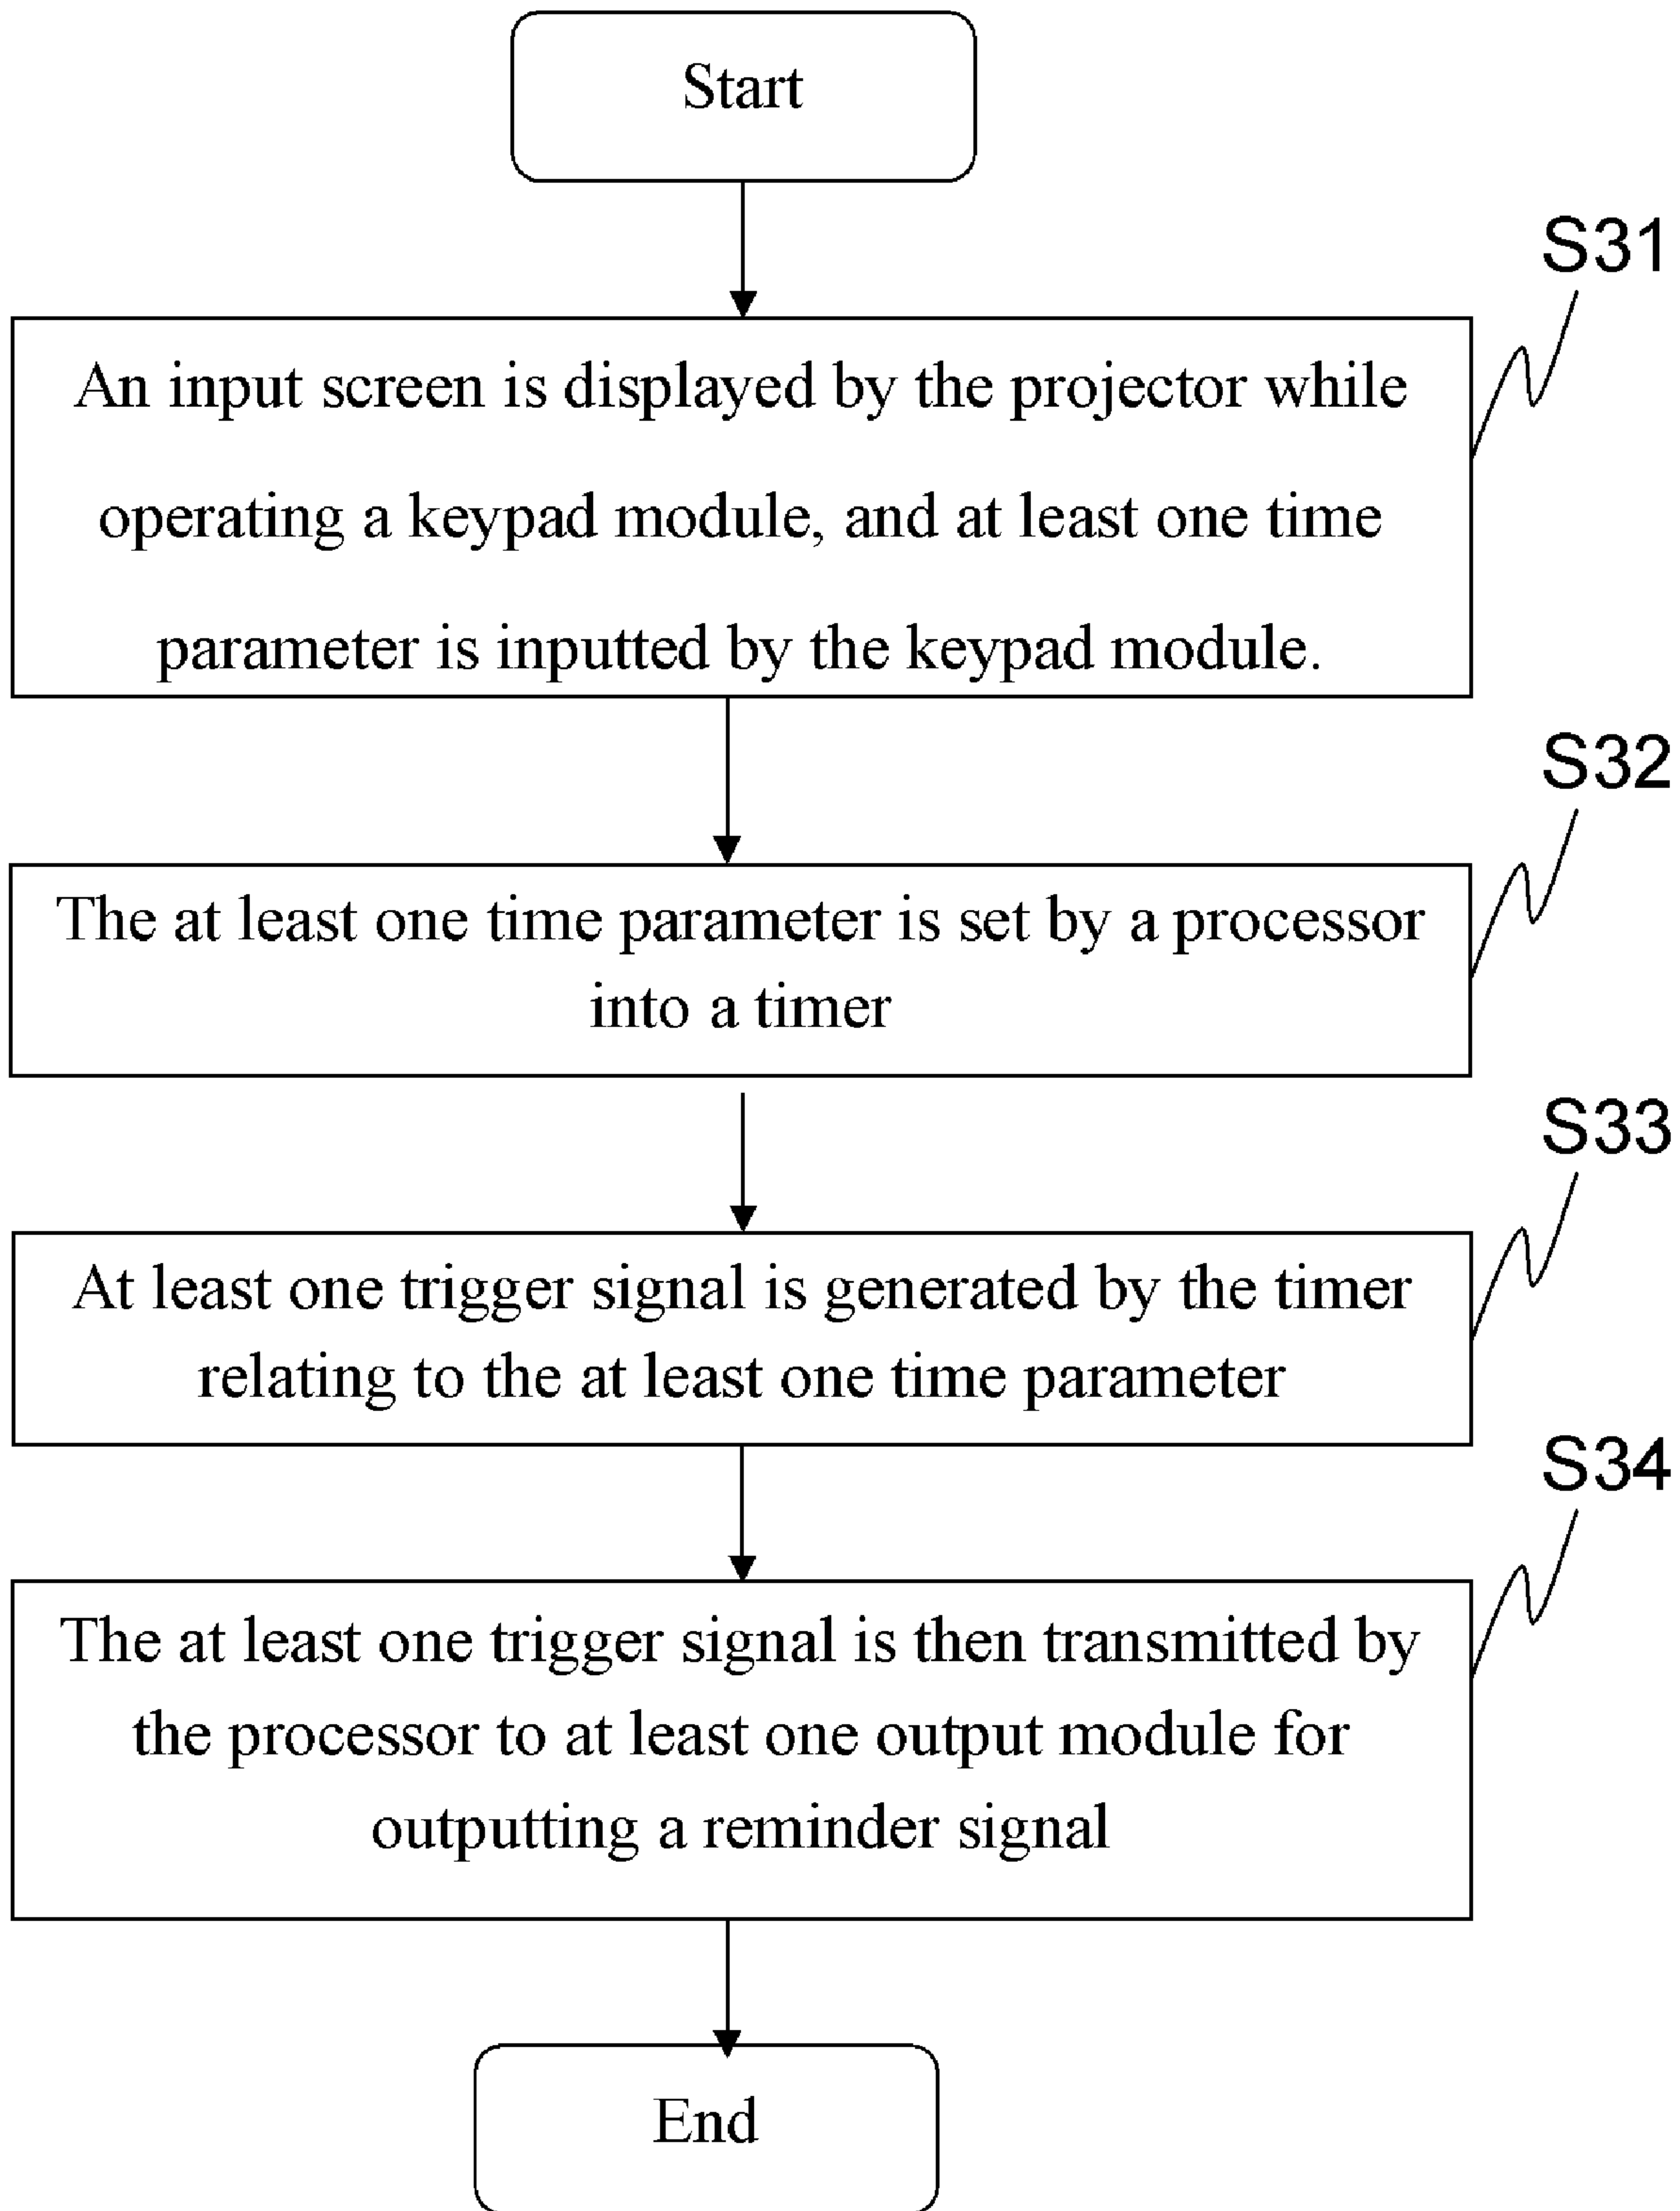 Start
S31
An input screen is displayed by the projector while
operating a keypad module, and at least one time
parameter is inputted by the keypad module.
S32
The at least one time parameter is set by a processor
into a timer
S33
At least one trigger signal is generated by the timer
relating to the at least one time parameter
S34
The at least one trigger signal is then transmitted by
the processor to at least one output module for
outputting a reminder signal
End